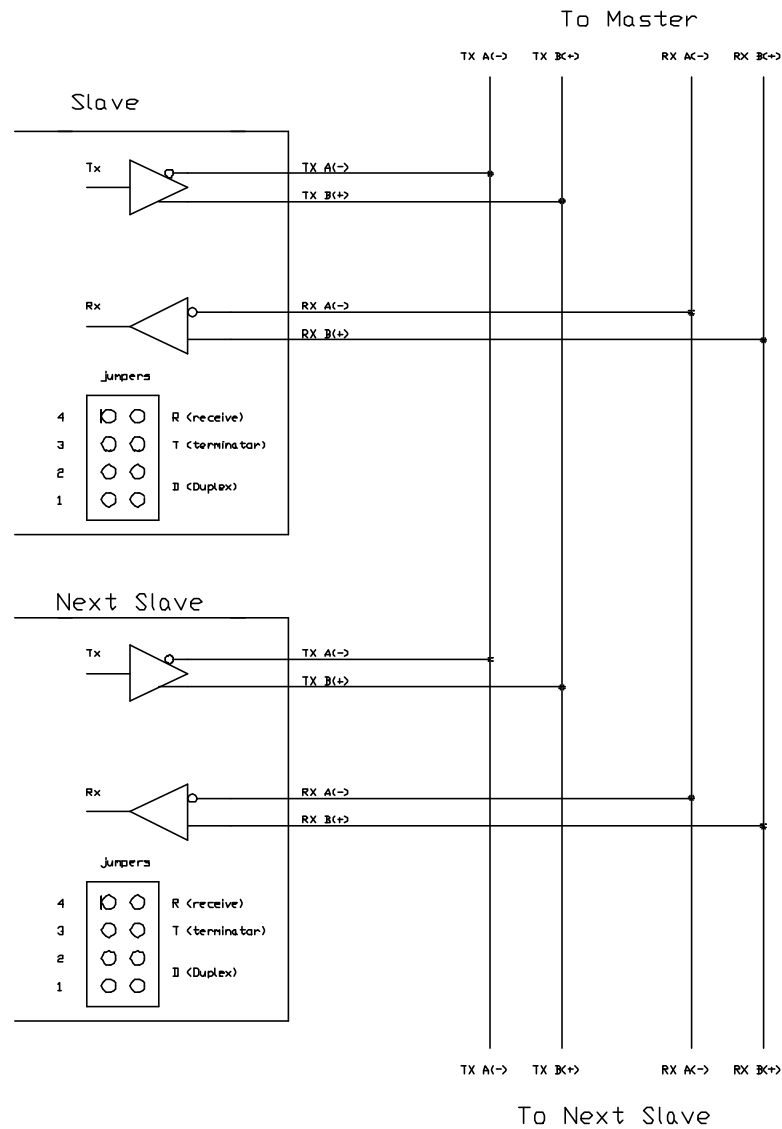 To Master
TX A(-) TX B(+) RX A(-) RX B(+)
Slave
Tx
TX A(-)
TX B(+)
Rx
RX A(-)
RX B(+)
jumpers
4 R (receive)
3 T (terminator)
2
D (Duplex)
1
Next Slave
Tx
TX A(-)
TX B(+)
Rx
RX A(-)
RX B(+)
jumpers
4 R (receive)
3 T (terminator)
2
D (Duplex)
1
TX A(-) TX B(+) RX A(-) RX B(+)
To Next Slave